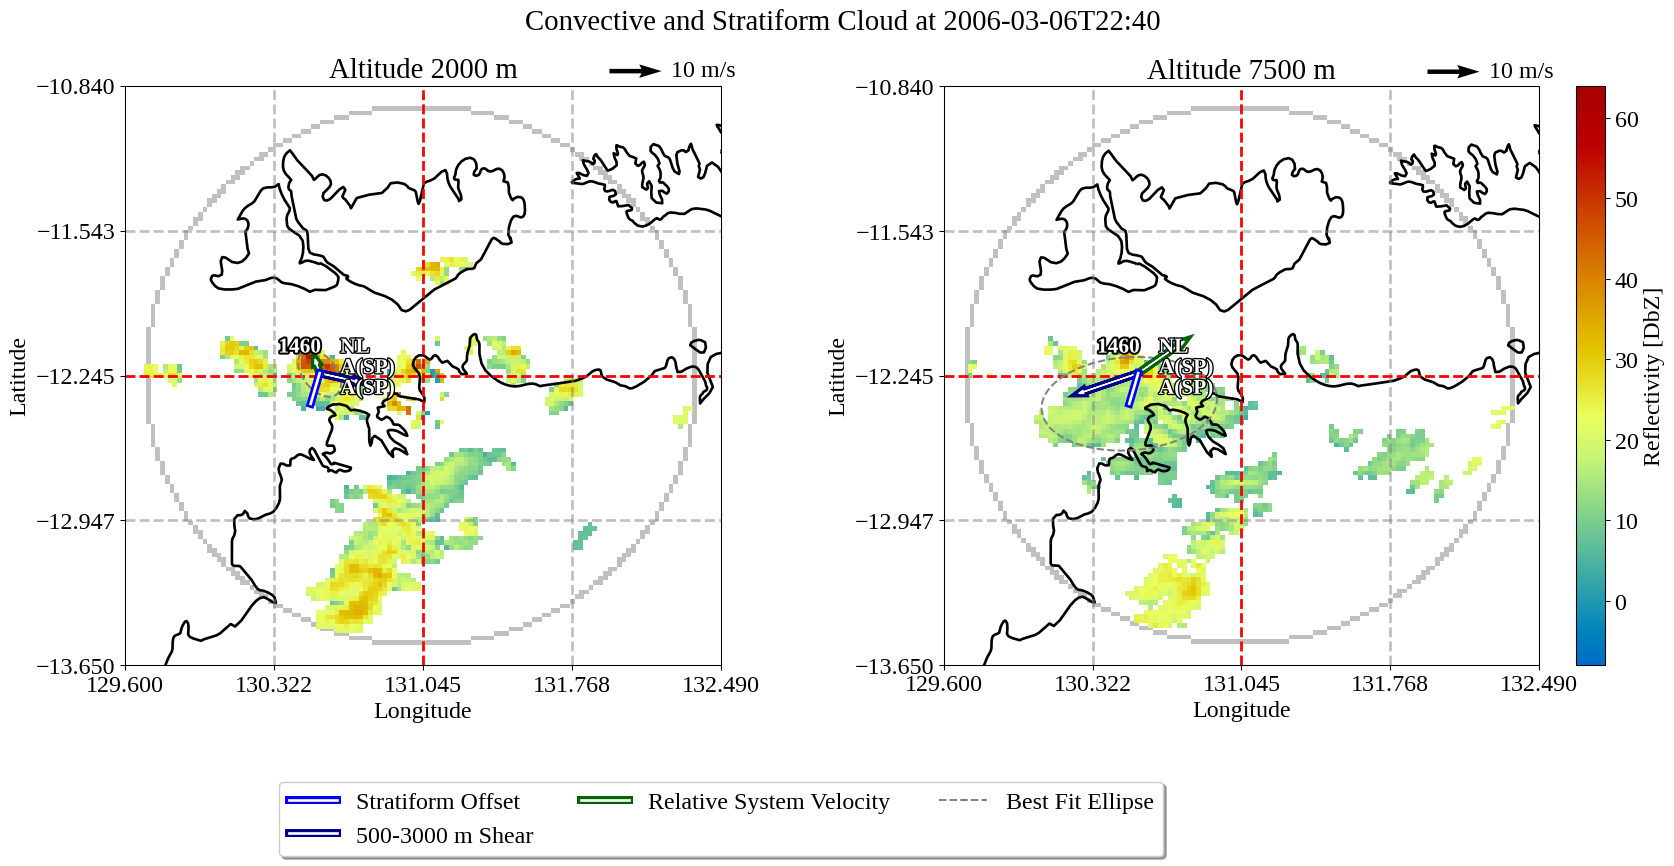 Convective and Stratiform Cloud at 2006-03-06T22:40
Altitude 2000 m
10 m/s
−10.840
−11.543
−12.245
−12.947
−13.650
Latitude
129.600
130.322
131.045
131.768
132.490
Longitude
1460
NL
A(SP)
A(SP)
Altitude 7500 m
10 m/s
−10.840
−11.543
−12.245
−12.947
−13.650
Latitude
129.600
130.322
131.045
131.768
132.490
Longitude
1460
NL
A(SP)
A(SP)
60
50
40
30
20
10
0
Reflectivity [DbZ]
Stratiform Offset
Relative System Velocity
Best Fit Ellipse
500-3000 m Shear